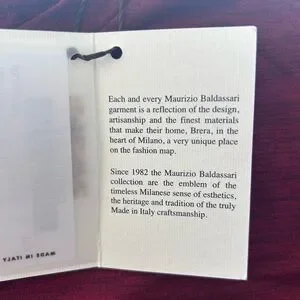 Each and every Maurizio Baldassari
garment is a reflection of the design,
artisanship and the finest materials
that make their home, Brera, in the
heart of Milano, a very unique place
on the fashion map.
Since 1982 the Maurizio Baldassari
collection are the emblem of the
timeless Milanese sense of esthetics,
the heritage and tradition of the truly
Made in Italy craftsmanship.
MADE IN ITALY